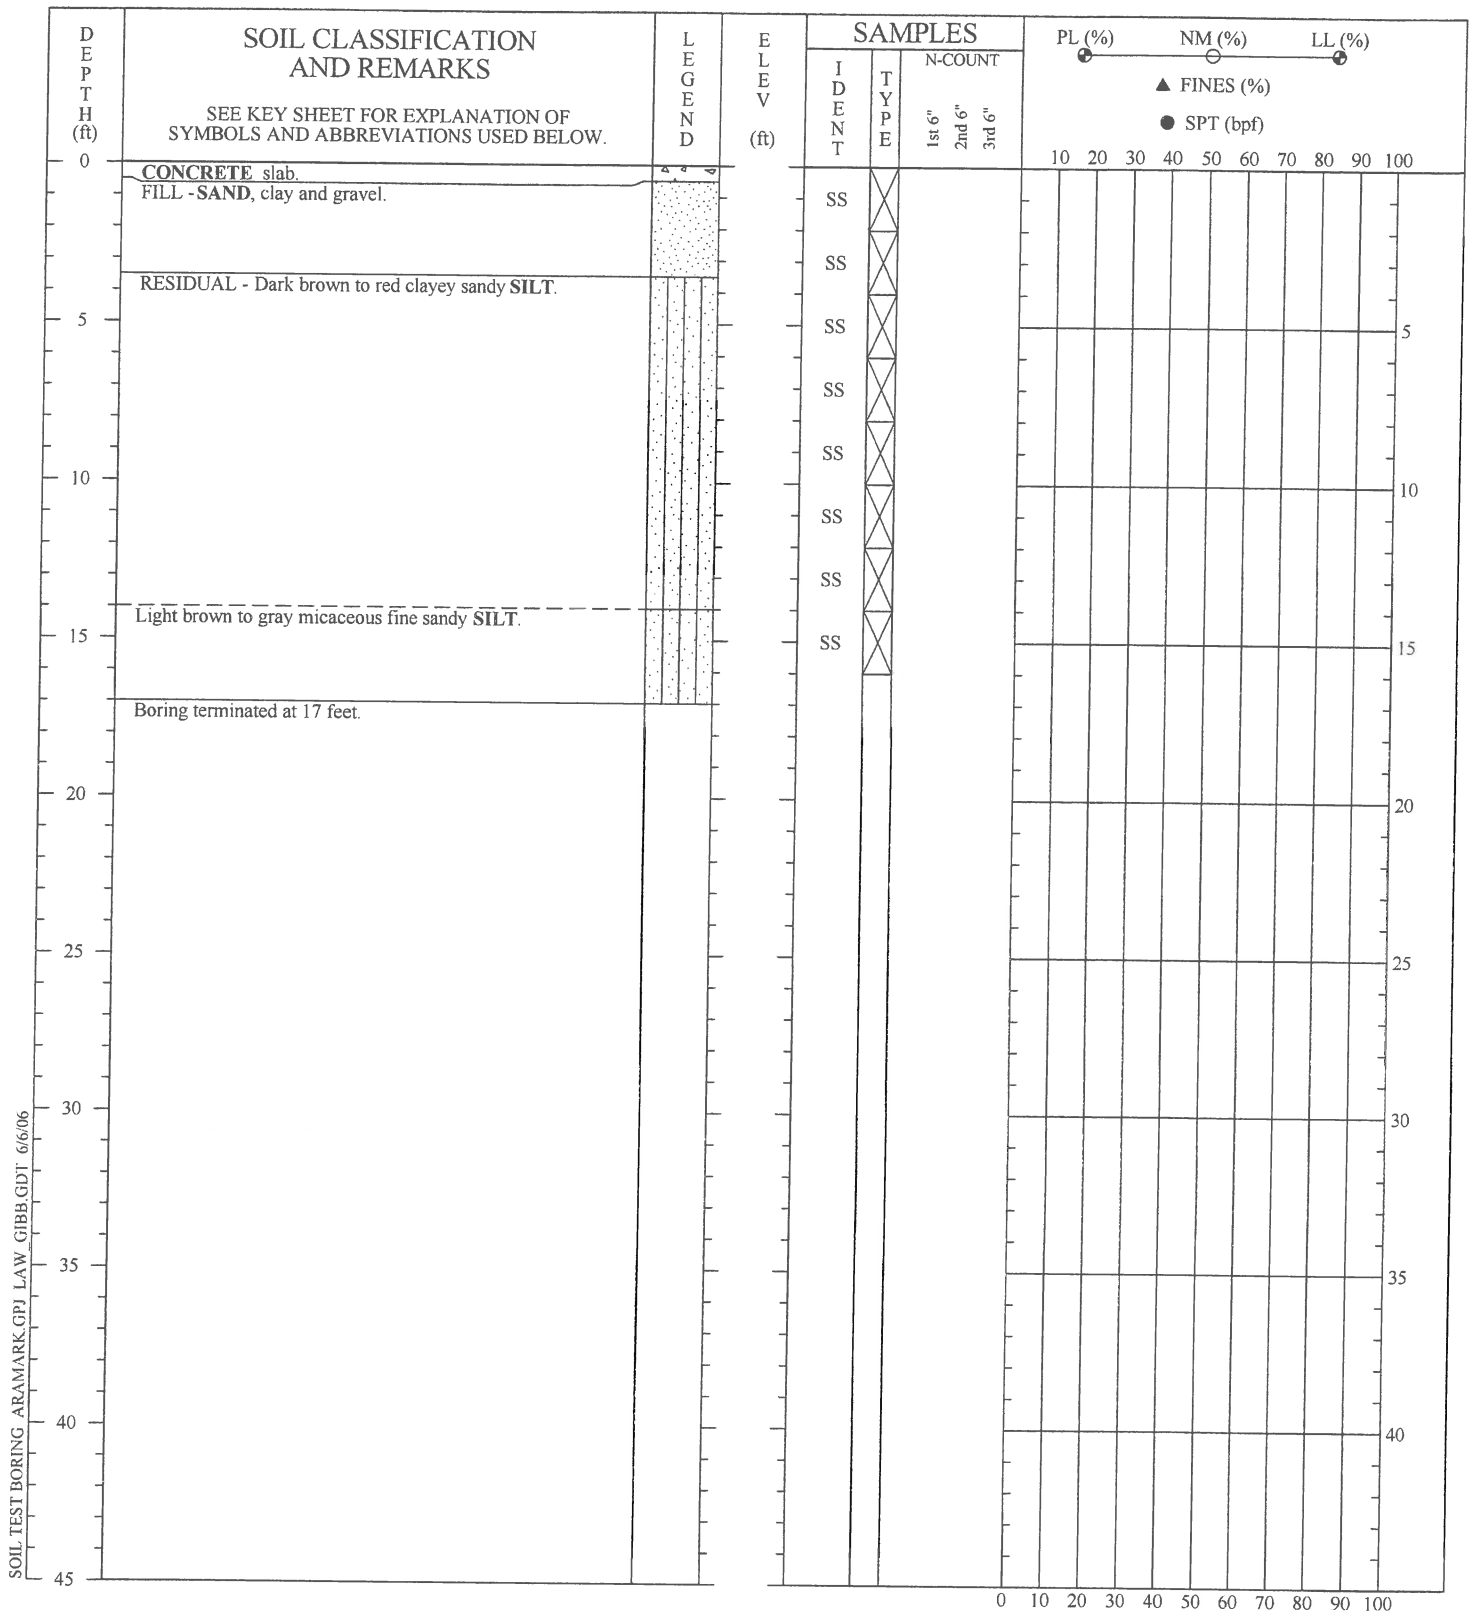 DEPTH (ft)
SOIL CLASSIFICATION
AND REMARKS
SEE KEY SHEET FOR EXPLANATION OF
SYMBOLS AND ABBREVIATIONS USED BELOW.
LEGEND
ELEV (ft)
SAMPLES
IDENT
TYPE
N-COUNT
1st 6"
2nd 6"
3rd 6"
PL (%) NM (%) LL (%)
▲ FINES (%)
● SPT (bpf)
10 20 30 40 50 60 70 80 90 100
0
CONCRETE slab.
FILL - SAND, clay and gravel.
SS
SS
RESIDUAL - Dark brown to red clayey sandy SILT.
5 SS 5
SS
SS
10 10
SS
SS
Light brown to gray micaceous fine sandy SILT.
15 SS 15
Boring terminated at 17 feet.
20 20
25 25
30 30
35 35
40 40
45
0 10 20 30 40 50 60 70 80 90 100
SOIL TEST BORING ARAMARK.GPJ LAW_GIBB.GDT 6/6/06